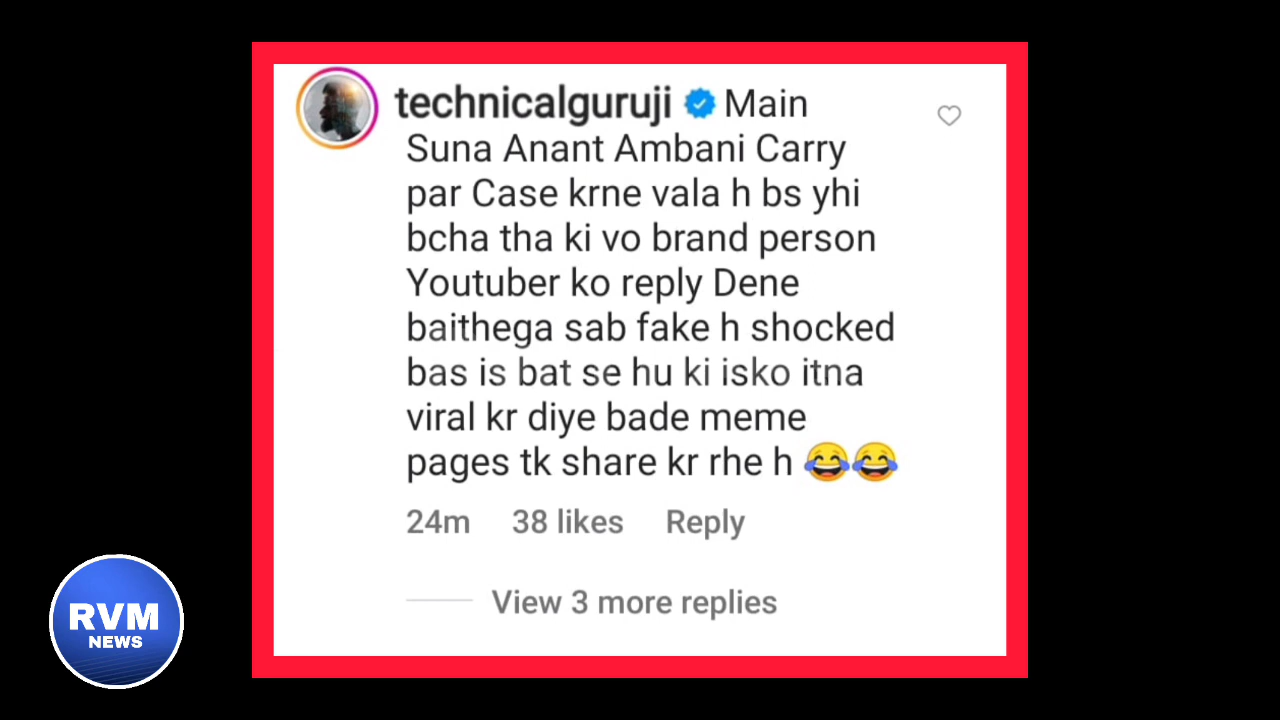 technicalguruji Main
Suna Anant Ambani Carry
par Case krne vala h bs yhi
bcha tha ki vo brand person
Youtuber ko reply Dene
baithega sab fake h shocked
bas is bat se hu ki isko itna
viral kr diye bade meme
pages tk share kr rhe h 😂😂
24m 38 likes Reply
View 3 more replies
RVM
NEWS